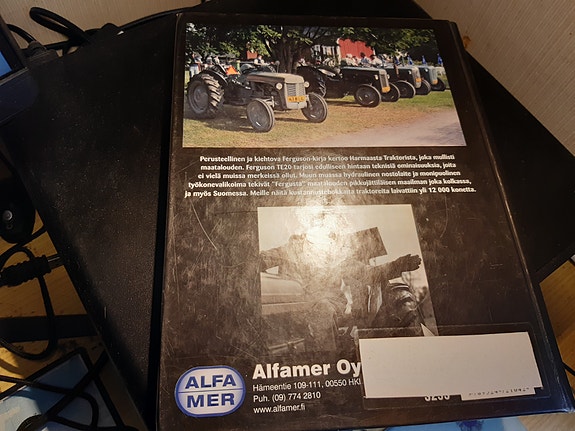 Perusteellinen ja kiehtova Ferguson-kirja kertoo Harmaasta Traktorista, joka mullisti
maatalouden. Ferguson TE20 tarjosi edulliseen hintaan teknisiä ominaisuuksia, joita
ei vielä muissa merkeissä ollut. Muun muassa hydraulinen nostolaite ja monipuolinen
työkonevalikoima tekivät "Fergusta" maatalouden pikkujättiläisen maailman joka kolkassa,
ja myös Suomessa. Meille näitä kustannustehokkaita traktoreita laivattiin yli 12 000 konetta.
ALFA
MER
Alfamer Oy
Hämeentie 109-111, 00550 HKI
Puh. (09) 774 2810
www.alfamer.fi